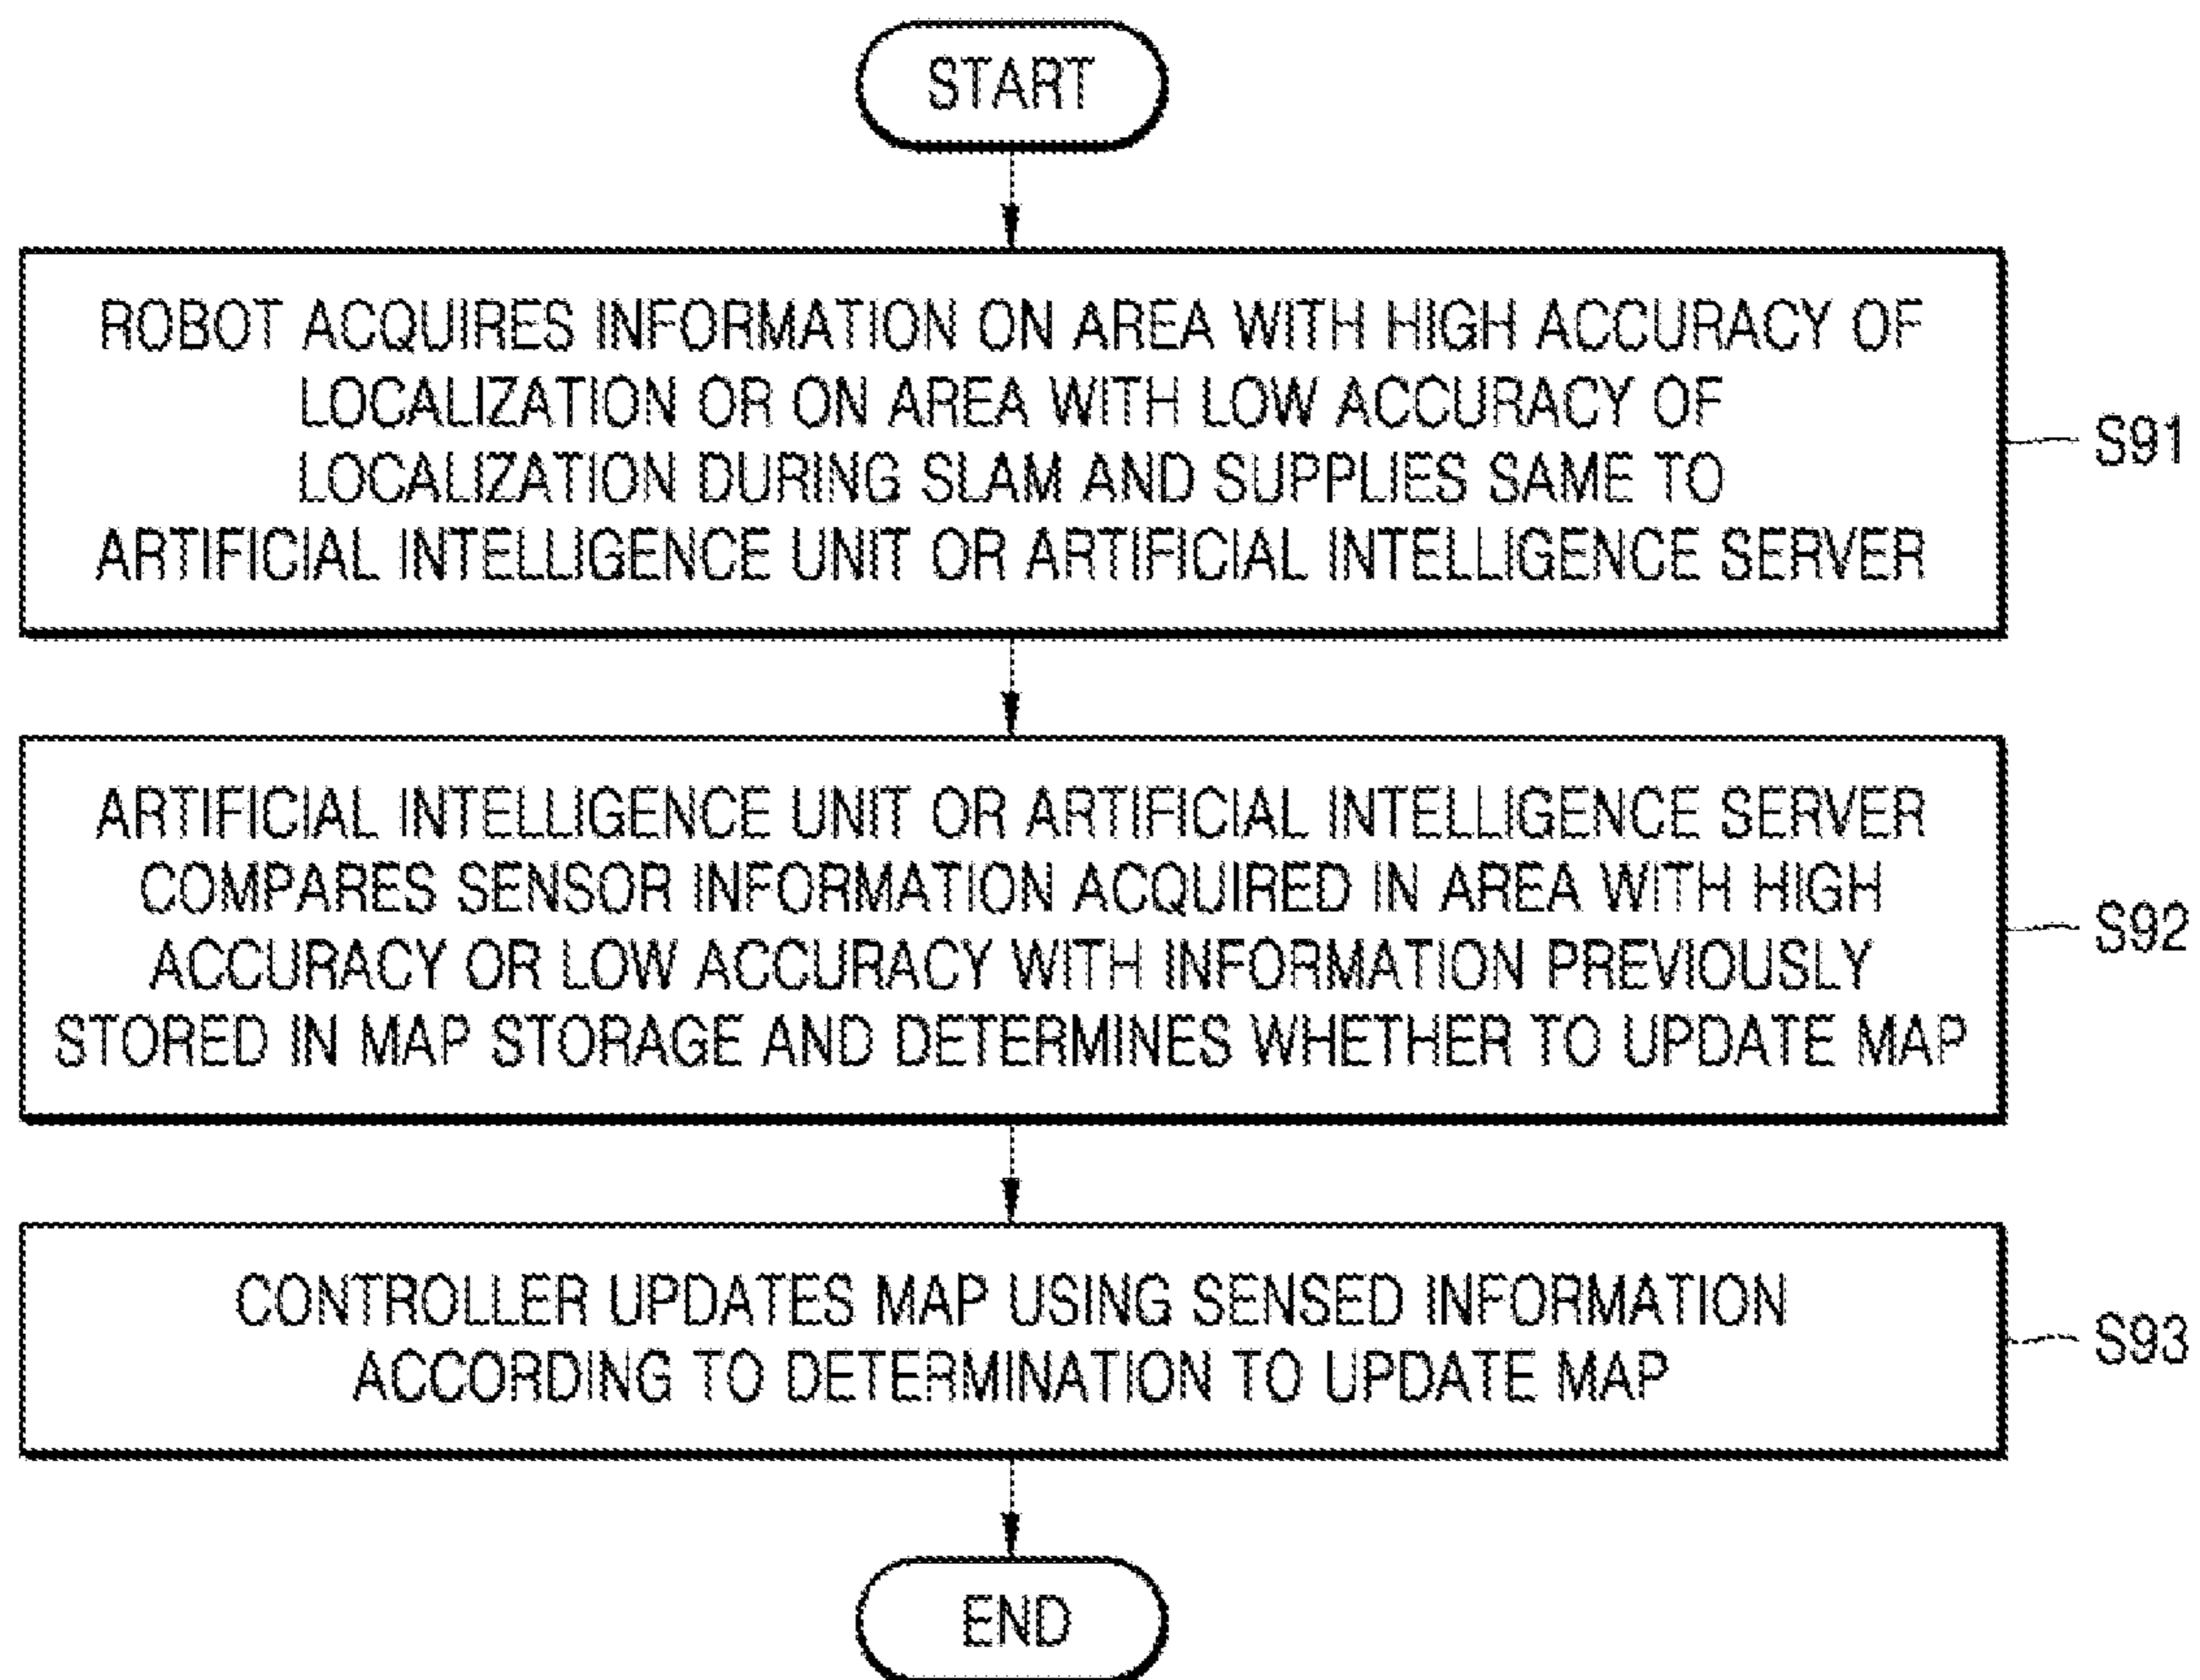 START
ROBOT ACQUIRES INFORMATION ON AREA WITH HIGH ACCURACY OF
LOCALIZATION OR ON AREA WITH LOW ACCURACY OF
LOCALIZATION DURING SLAM AND SUPPLIES SAME TO
ARTIFICIAL INTELLIGENCE UNIT OR ARTIFICIAL INTELLIGENCE SERVER
S91
ARTIFICIAL INTELLIGENCE UNIT OR ARTIFICIAL INTELLIGENCE SERVER
COMPARES SENSOR INFORMATION ACQUIRED IN AREA WITH HIGH
ACCURACY OR LOW ACCURACY WITH INFORMATION PREVIOUSLY
STORED IN MAP STORAGE AND DETERMINES WHETHER TO UPDATE MAP
S92
CONTROLLER UPDATES MAP USING SENSED INFORMATION
ACCORDING TO DETERMINATION TO UPDATE MAP
S93
END